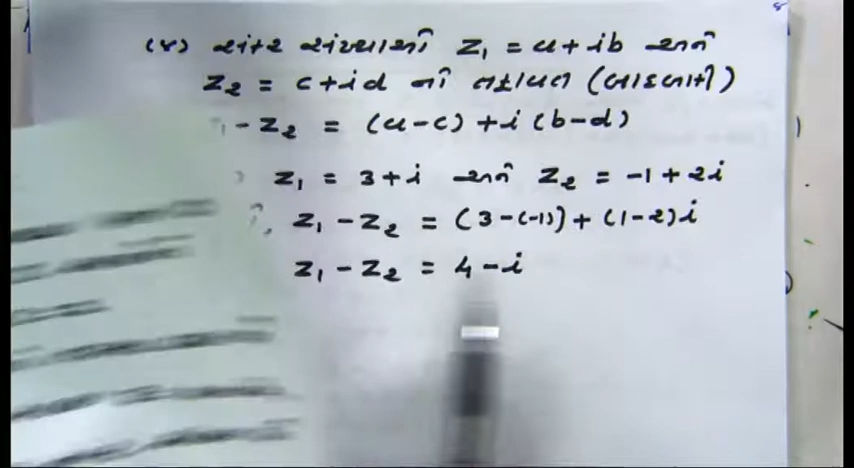 (૪) સંકર સંખ્યાઓ z₁ = a + ib અને
z₂ = c + id નો તફાવત (બાદબાકી)
- z₂ = (a - c) + i (b - d)
z₁ = 3 + i અને z₂ = -1 + 2i
z₁ - z₂ = (3 - (-1)) + (1 - 2)i
z₁ - z₂ = 4 - i